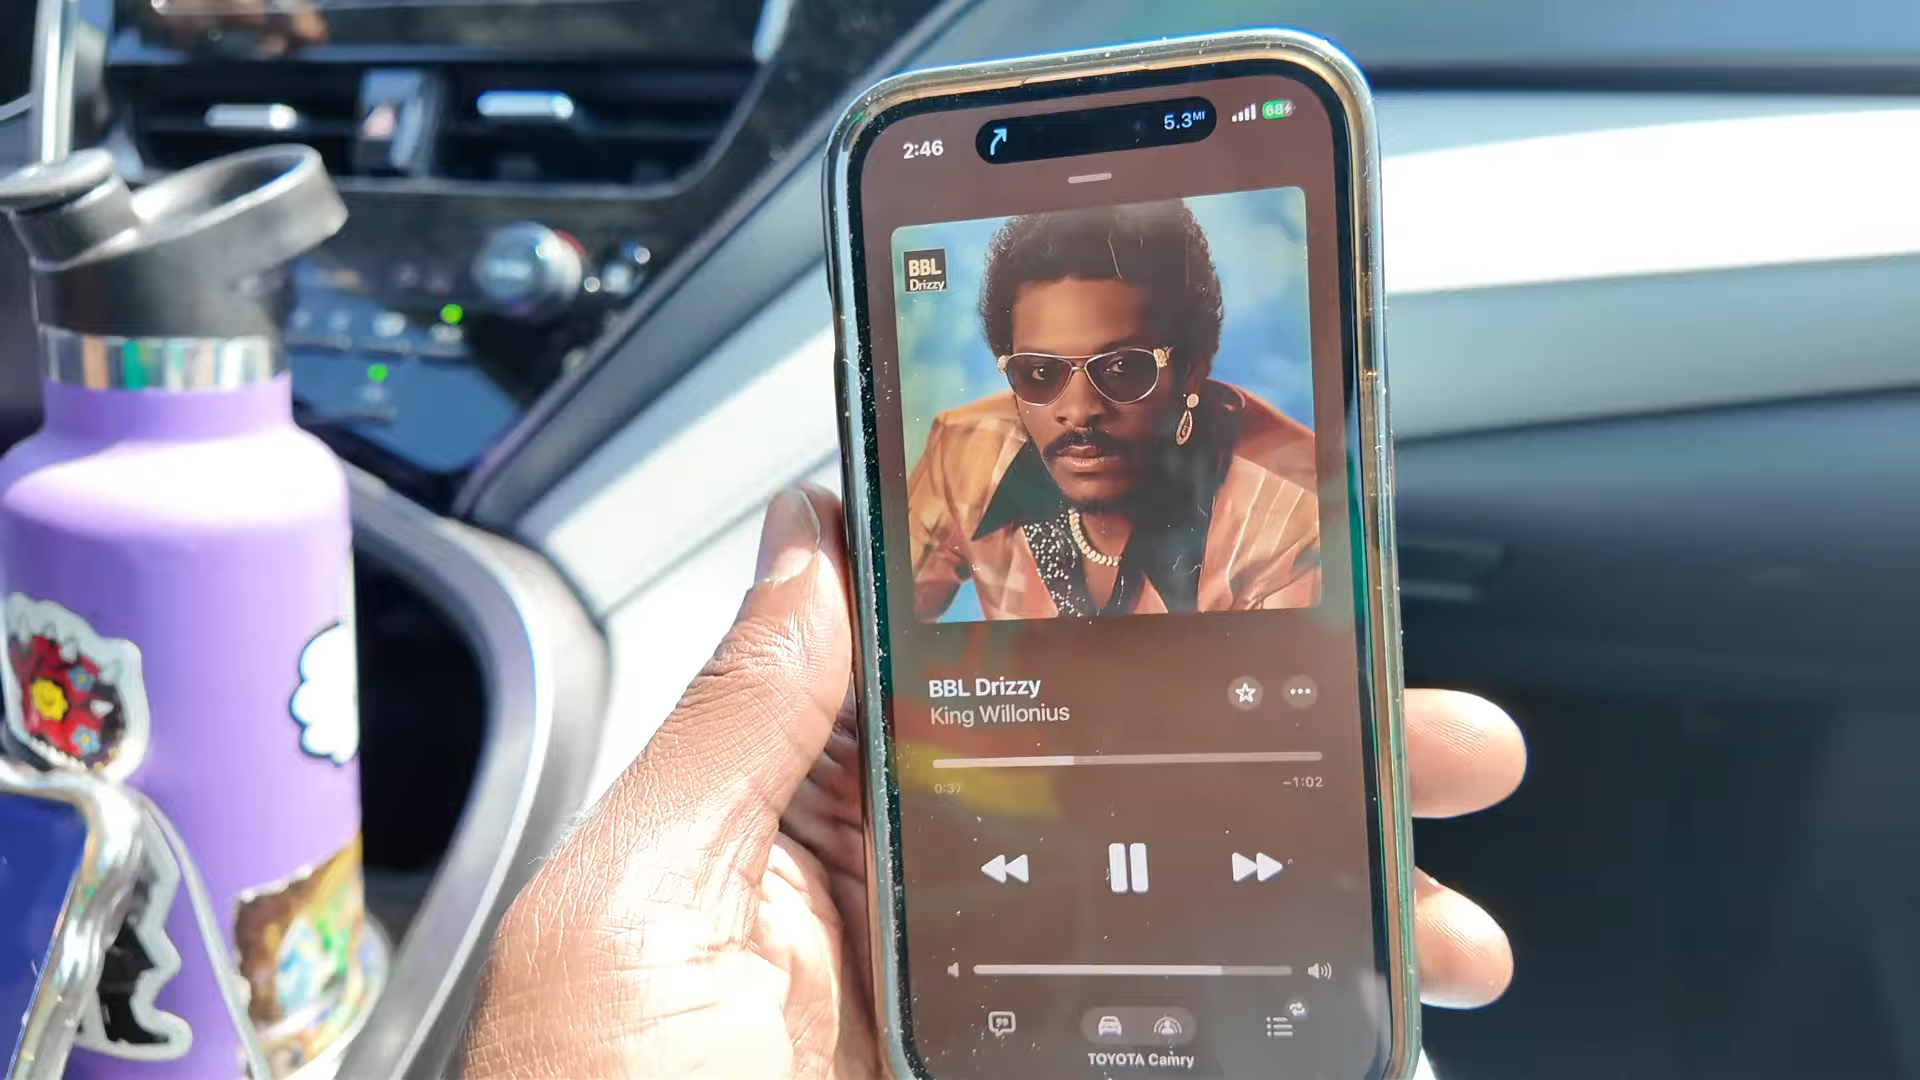 2:46
5.3MI
68
BBL
Drizzy
BBL Drizzy
King Willonius
0:37
-1:02
TOYOTA Camry